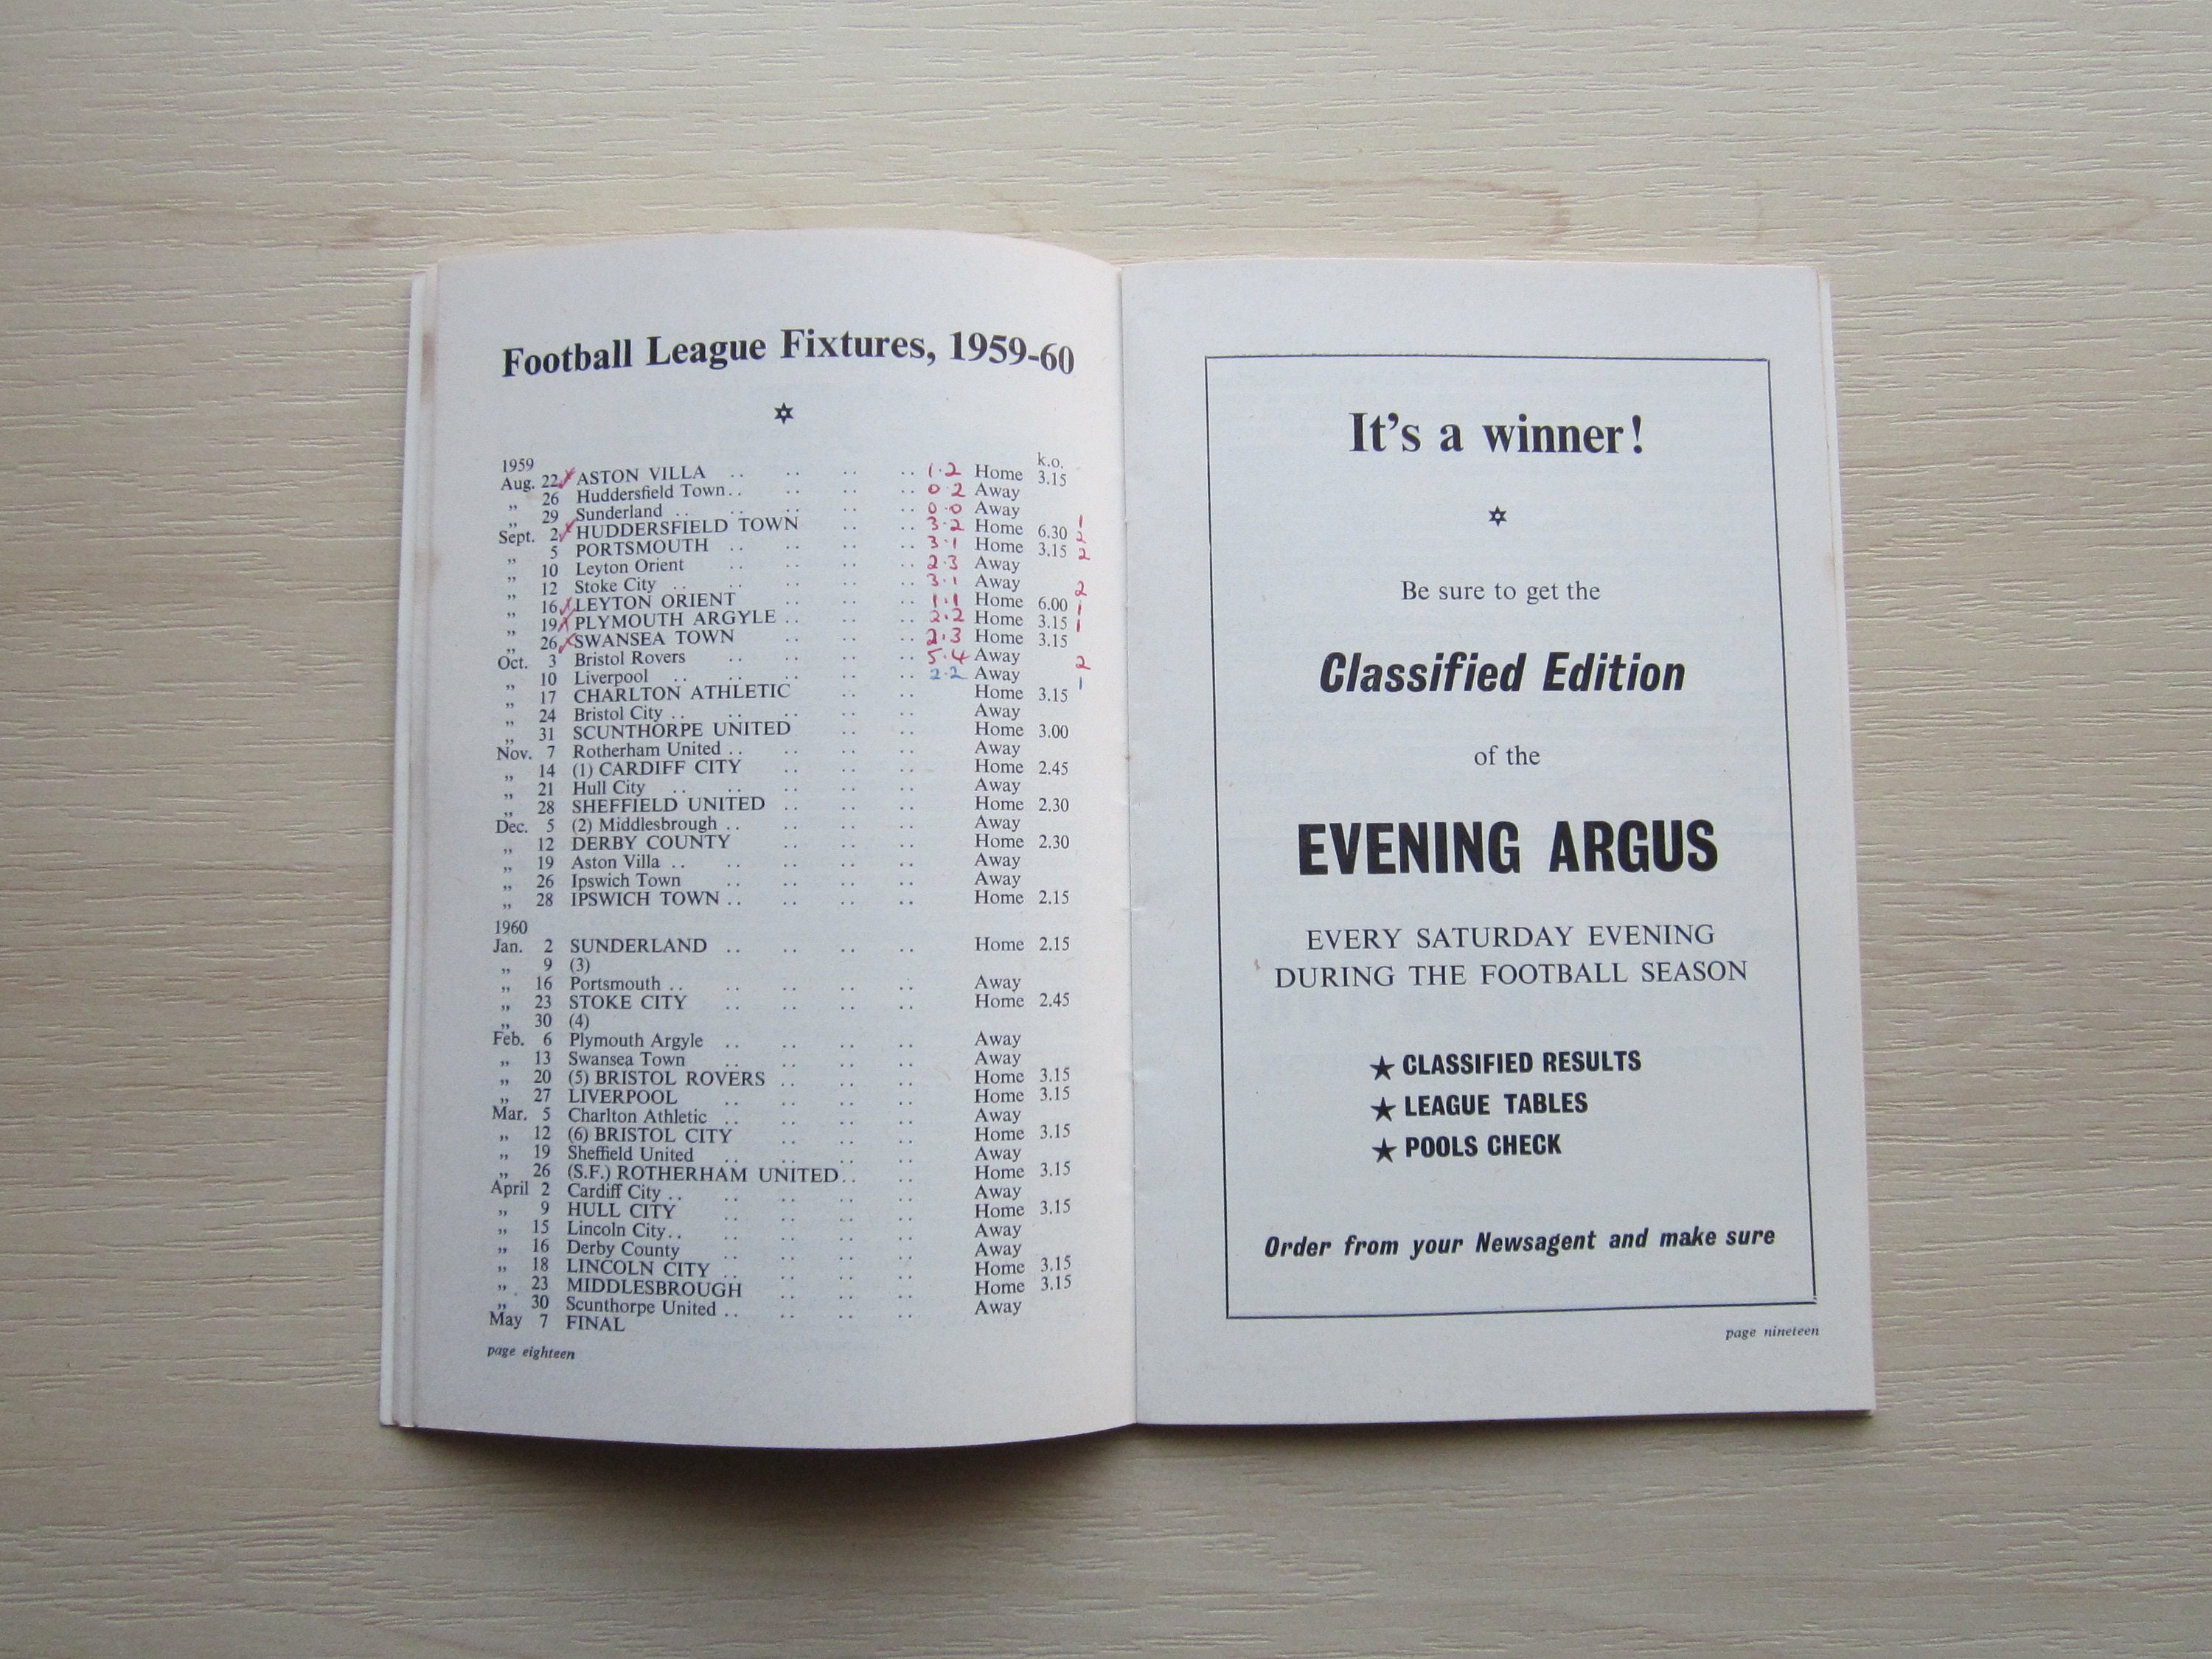 Football League Fixtures, 1959-60
1959 k.o.
Aug. 22 ASTON VILLA .. .. .. .. 1·2 Home 3.15
„ 26 Huddersfield Town .. .. .. .. 0·2 Away
„ 29 Sunderland .. .. .. .. 0·0 Away
Sept. 2 HUDDERSFIELD TOWN .. .. 3·2 Home 6.30 1 2
„ 5 PORTSMOUTH .. .. .. .. 3·1 Home 3.15 2
„ 10 Leyton Orient .. .. .. 2·3 Away
„ 12 Stoke City .. .. .. .. 3·1 Away 2
„ 16 LEYTON ORIENT .. .. .. 1·1 Home 6.00 1
„ 19 PLYMOUTH ARGYLE .. .. .. 2·2 Home 3.15 1
„ 26 SWANSEA TOWN .. .. .. 2·3 Home 3.15
Oct. 3 Bristol Rovers .. .. .. 5·4 Away 2
„ 10 Liverpool .. .. .. .. 2·2 Away 1
„ 17 CHARLTON ATHLETIC .. .. Home 3.15
„ 24 Bristol City .. .. .. .. Away
„ 31 SCUNTHORPE UNITED .. .. Home 3.00
Nov. 7 Rotherham United .. .. .. .. Away
„ 14 (1) CARDIFF CITY .. .. .. Home 2.45
„ 21 Hull City .. .. .. .. Away
„ 28 SHEFFIELD UNITED .. .. .. Home 2.30
Dec. 5 (2) Middlesbrough .. .. .. Away
„ 12 DERBY COUNTY .. .. .. Home 2.30
„ 19 Aston Villa .. .. .. .. .. Away
„ 26 Ipswich Town .. .. .. .. Away
„ 28 IPSWICH TOWN .. .. .. .. Home 2.15
1960
Jan. 2 SUNDERLAND .. .. .. .. Home 2.15
„ 9 (3)
„ 16 Portsmouth .. .. .. .. .. Away
„ 23 STOKE CITY .. .. .. .. Home 2.45
„ 30 (4)
Feb. 6 Plymouth Argyle .. .. .. .. Away
„ 13 Swansea Town .. .. .. .. Away
„ 20 (5) BRISTOL ROVERS .. .. .. Home 3.15
„ 27 LIVERPOOL .. .. .. .. Home 3.15
Mar. 5 Charlton Athletic .. .. .. .. Away
„ 12 (6) BRISTOL CITY .. .. .. Home 3.15
„ 19 Sheffield United .. .. .. .. Away
„ 26 (S.F.) ROTHERHAM UNITED .. .. Home 3.15
April 2 Cardiff City .. .. .. .. .. Away
„ 9 HULL CITY .. .. .. .. Home 3.15
„ 15 Lincoln City .. .. .. .. .. Away
„ 16 Derby County .. .. .. .. Away
„ 18 LINCOLN CITY .. .. .. .. Home 3.15
„ 23 MIDDLESBROUGH .. .. .. Home 3.15
„ 30 Scunthorpe United .. .. .. .. Away
May 7 FINAL
page eighteen
It's a winner!
Be sure to get the
Classified Edition
of the
EVENING ARGUS
EVERY SATURDAY EVENING
DURING THE FOOTBALL SEASON
★ CLASSIFIED RESULTS
★ LEAGUE TABLES
★ POOLS CHECK
Order from your Newsagent and make sure
page nineteen